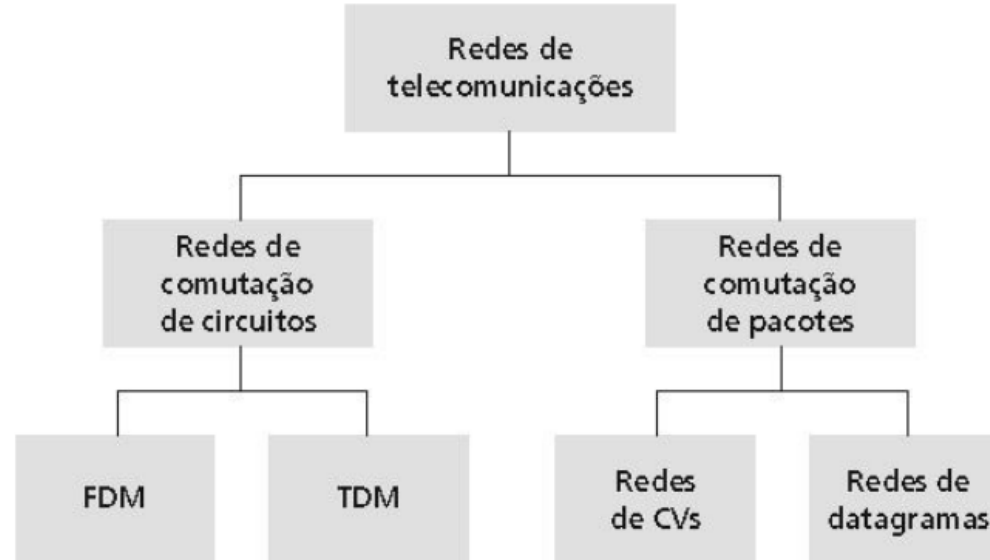 Redes de
telecomunicações
Redes de
comutação
de circuitos
Redes de
comutação
de pacotes
FDM
TDM
Redes
de CVs
Redes de
datagramas